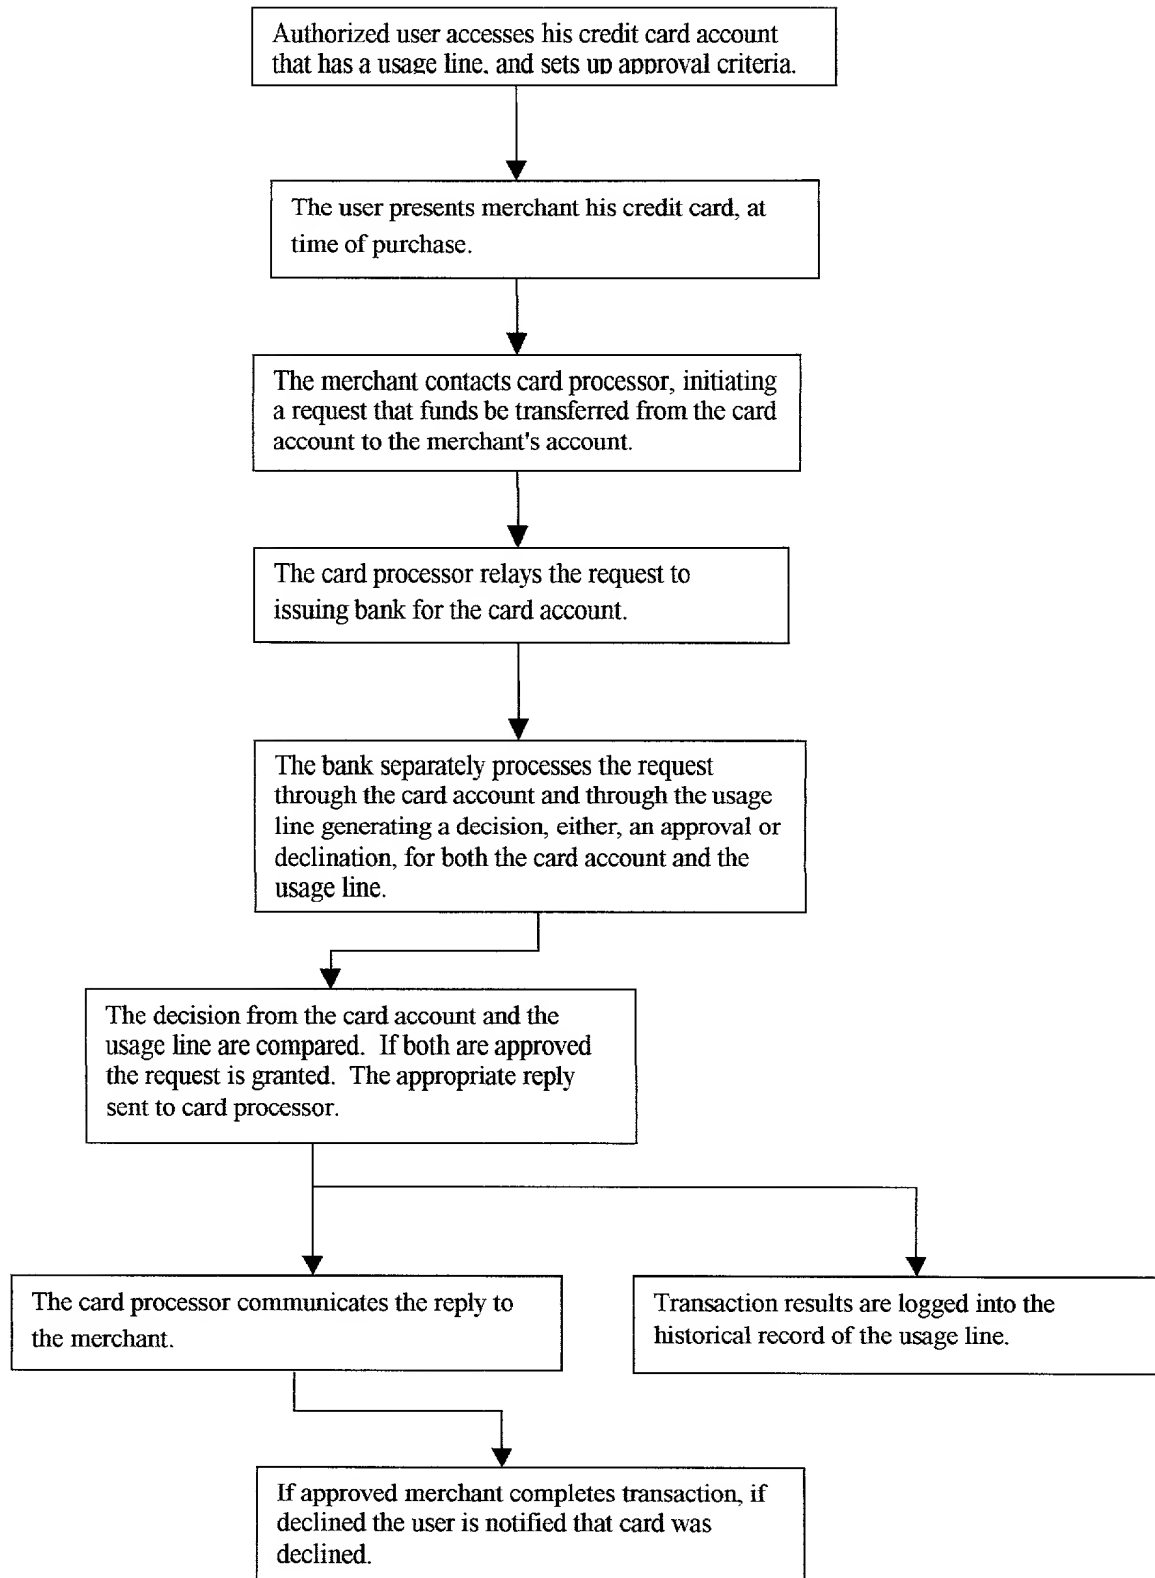 Authorized user accesses his credit card account
that has a usage line, and sets up approval criteria.
The user presents merchant his credit card, at
time of purchase.
The merchant contacts card processor, initiating
a request that funds be transferred from the card
account to the merchant's account.
The card processor relays the request to
issuing bank for the card account.
The bank separately processes the request
through the card account and through the usage
line generating a decision, either, an approval or
declination, for both the card account and the
usage line.
The decision from the card account and the
usage line are compared. If both are approved
the request is granted. The appropriate reply
sent to card processor.
The card processor communicates the reply to
the merchant.
Transaction results are logged into the
historical record of the usage line.
If approved merchant completes transaction, if
declined the user is notified that card was
declined.